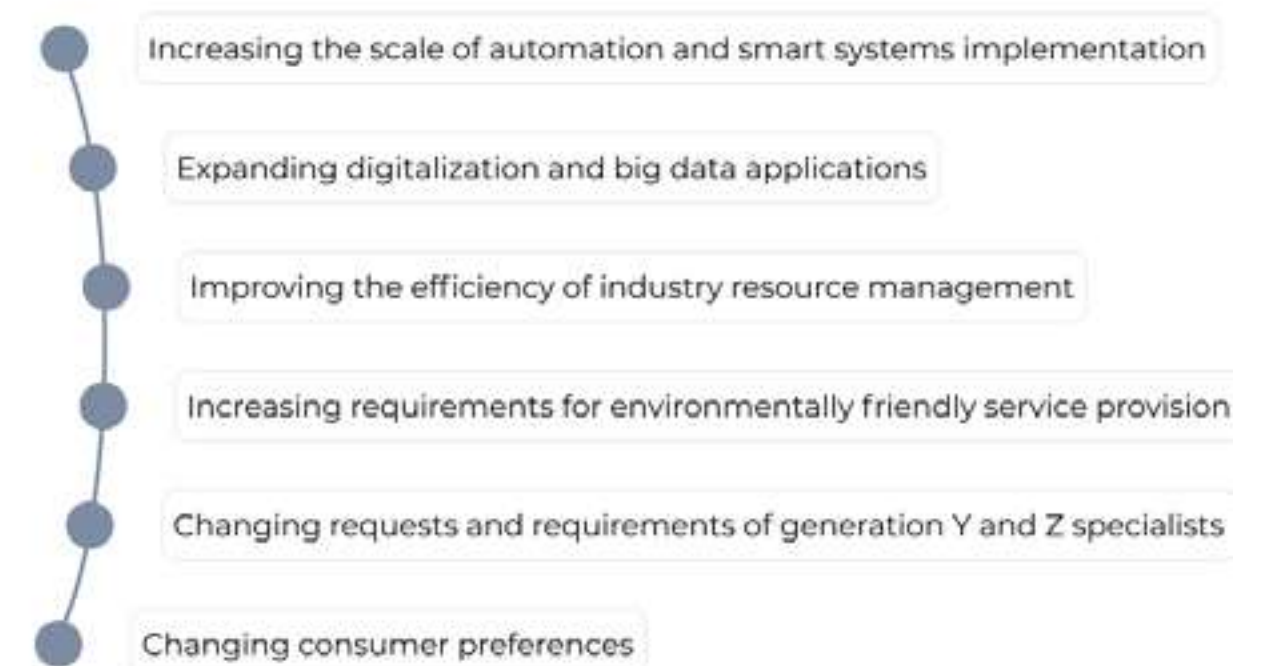 Increasing the scale of automation and smart systems implementation
Expanding digitalization and big data applications
Improving the efficiency of industry resource management
Increasing requirements for environmentally friendly service provision
Changing requests and requirements of generation Y and Z specialists
Changing consumer preferences